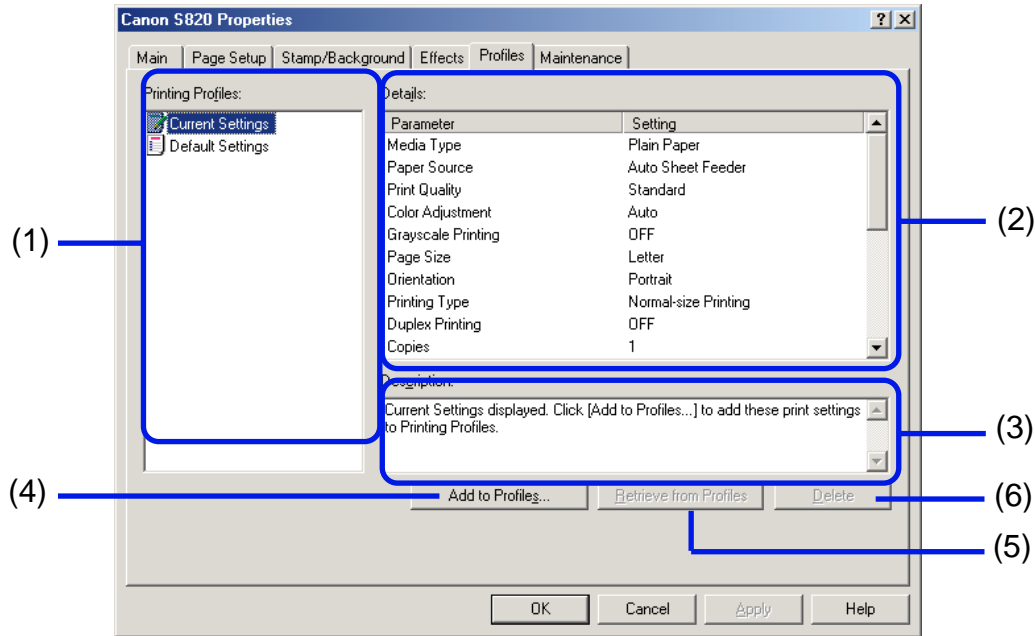 Canon S820 Properties
Main Page Setup Stamp/Background Effects Profiles Maintenance
Printing Profiles:
Current Settings
Default Settings
Details:
Parameter Setting
Media Type Plain Paper
Paper Source Auto Sheet Feeder
Print Quality Standard
Color Adjustment Auto
Grayscale Printing OFF
Page Size Letter
Orientation Portrait
Printing Type Normal-size Printing
Duplex Printing OFF
Copies 1
Description:
Current Settings displayed. Click [Add to Profiles...] to add these print settings
to Printing Profiles.
Add to Profiles... Retrieve from Profiles Delete
OK Cancel Apply Help
(1)
(2)
(3)
(4)
(6)
(5)